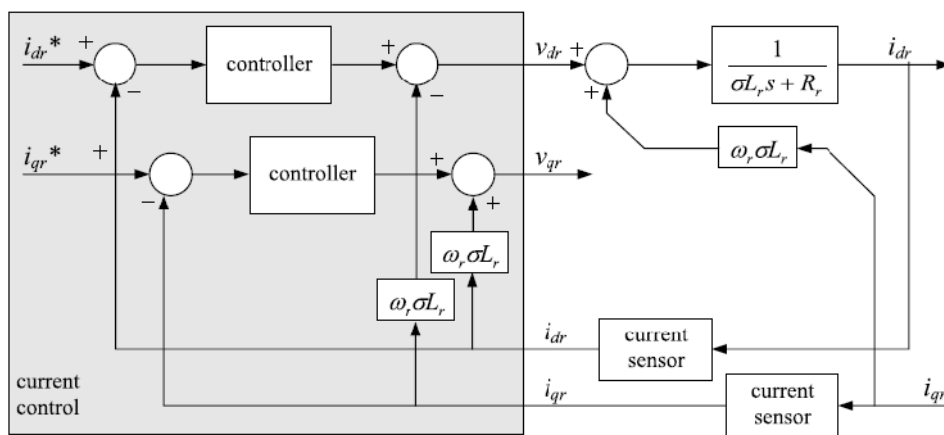 i_dr* + − controller + − v_dr + + 1 / (σL_r s + R_r) i_dr
i_qr* + − controller + + v_qr ω_r σL_r
ω_r σL_r
ω_r σL_r
i_dr current sensor
current control i_qr current sensor i_qr